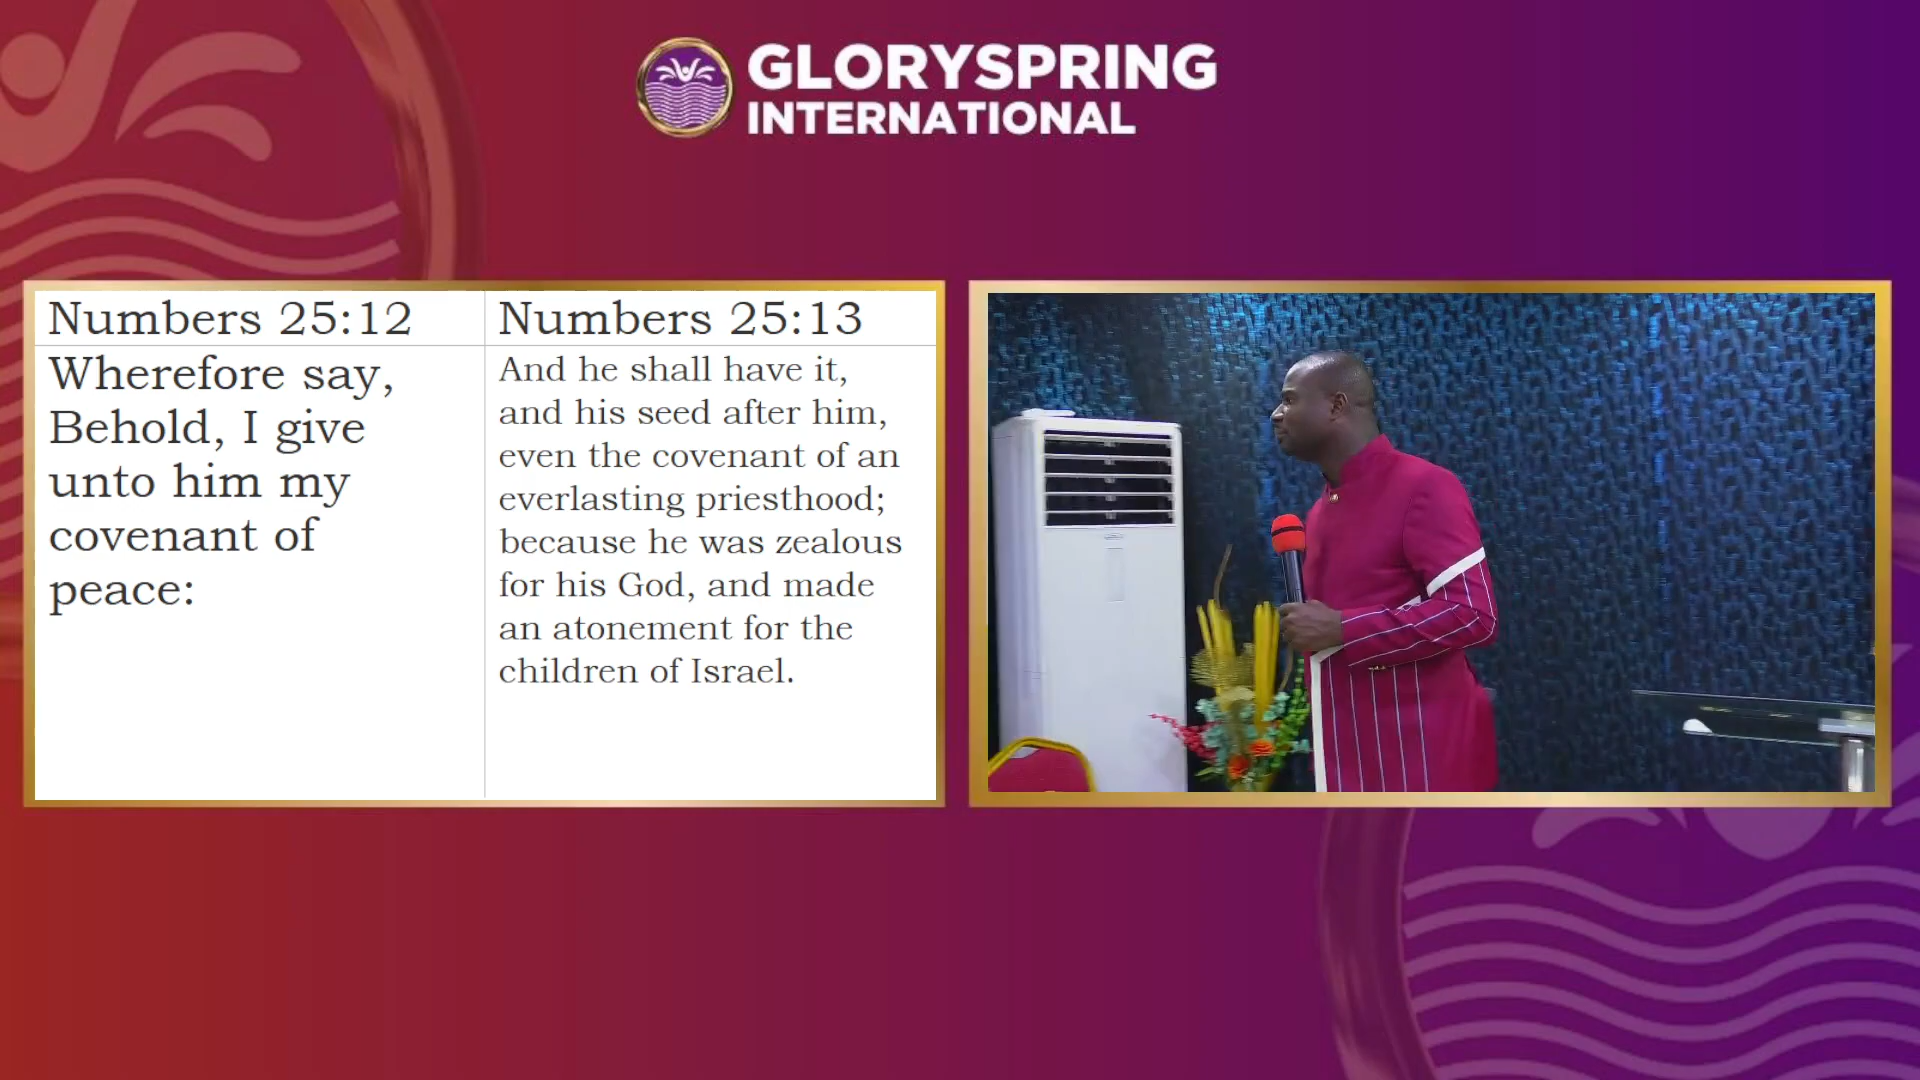 GLORYSPRING
INTERNATIONAL
Numbers 25:12
Wherefore say,
Behold, I give
unto him my
covenant of
peace:
Numbers 25:13
And he shall have it,
and his seed after him,
even the covenant of an
everlasting priesthood;
because he was zealous
for his God, and made
an atonement for the
children of Israel.